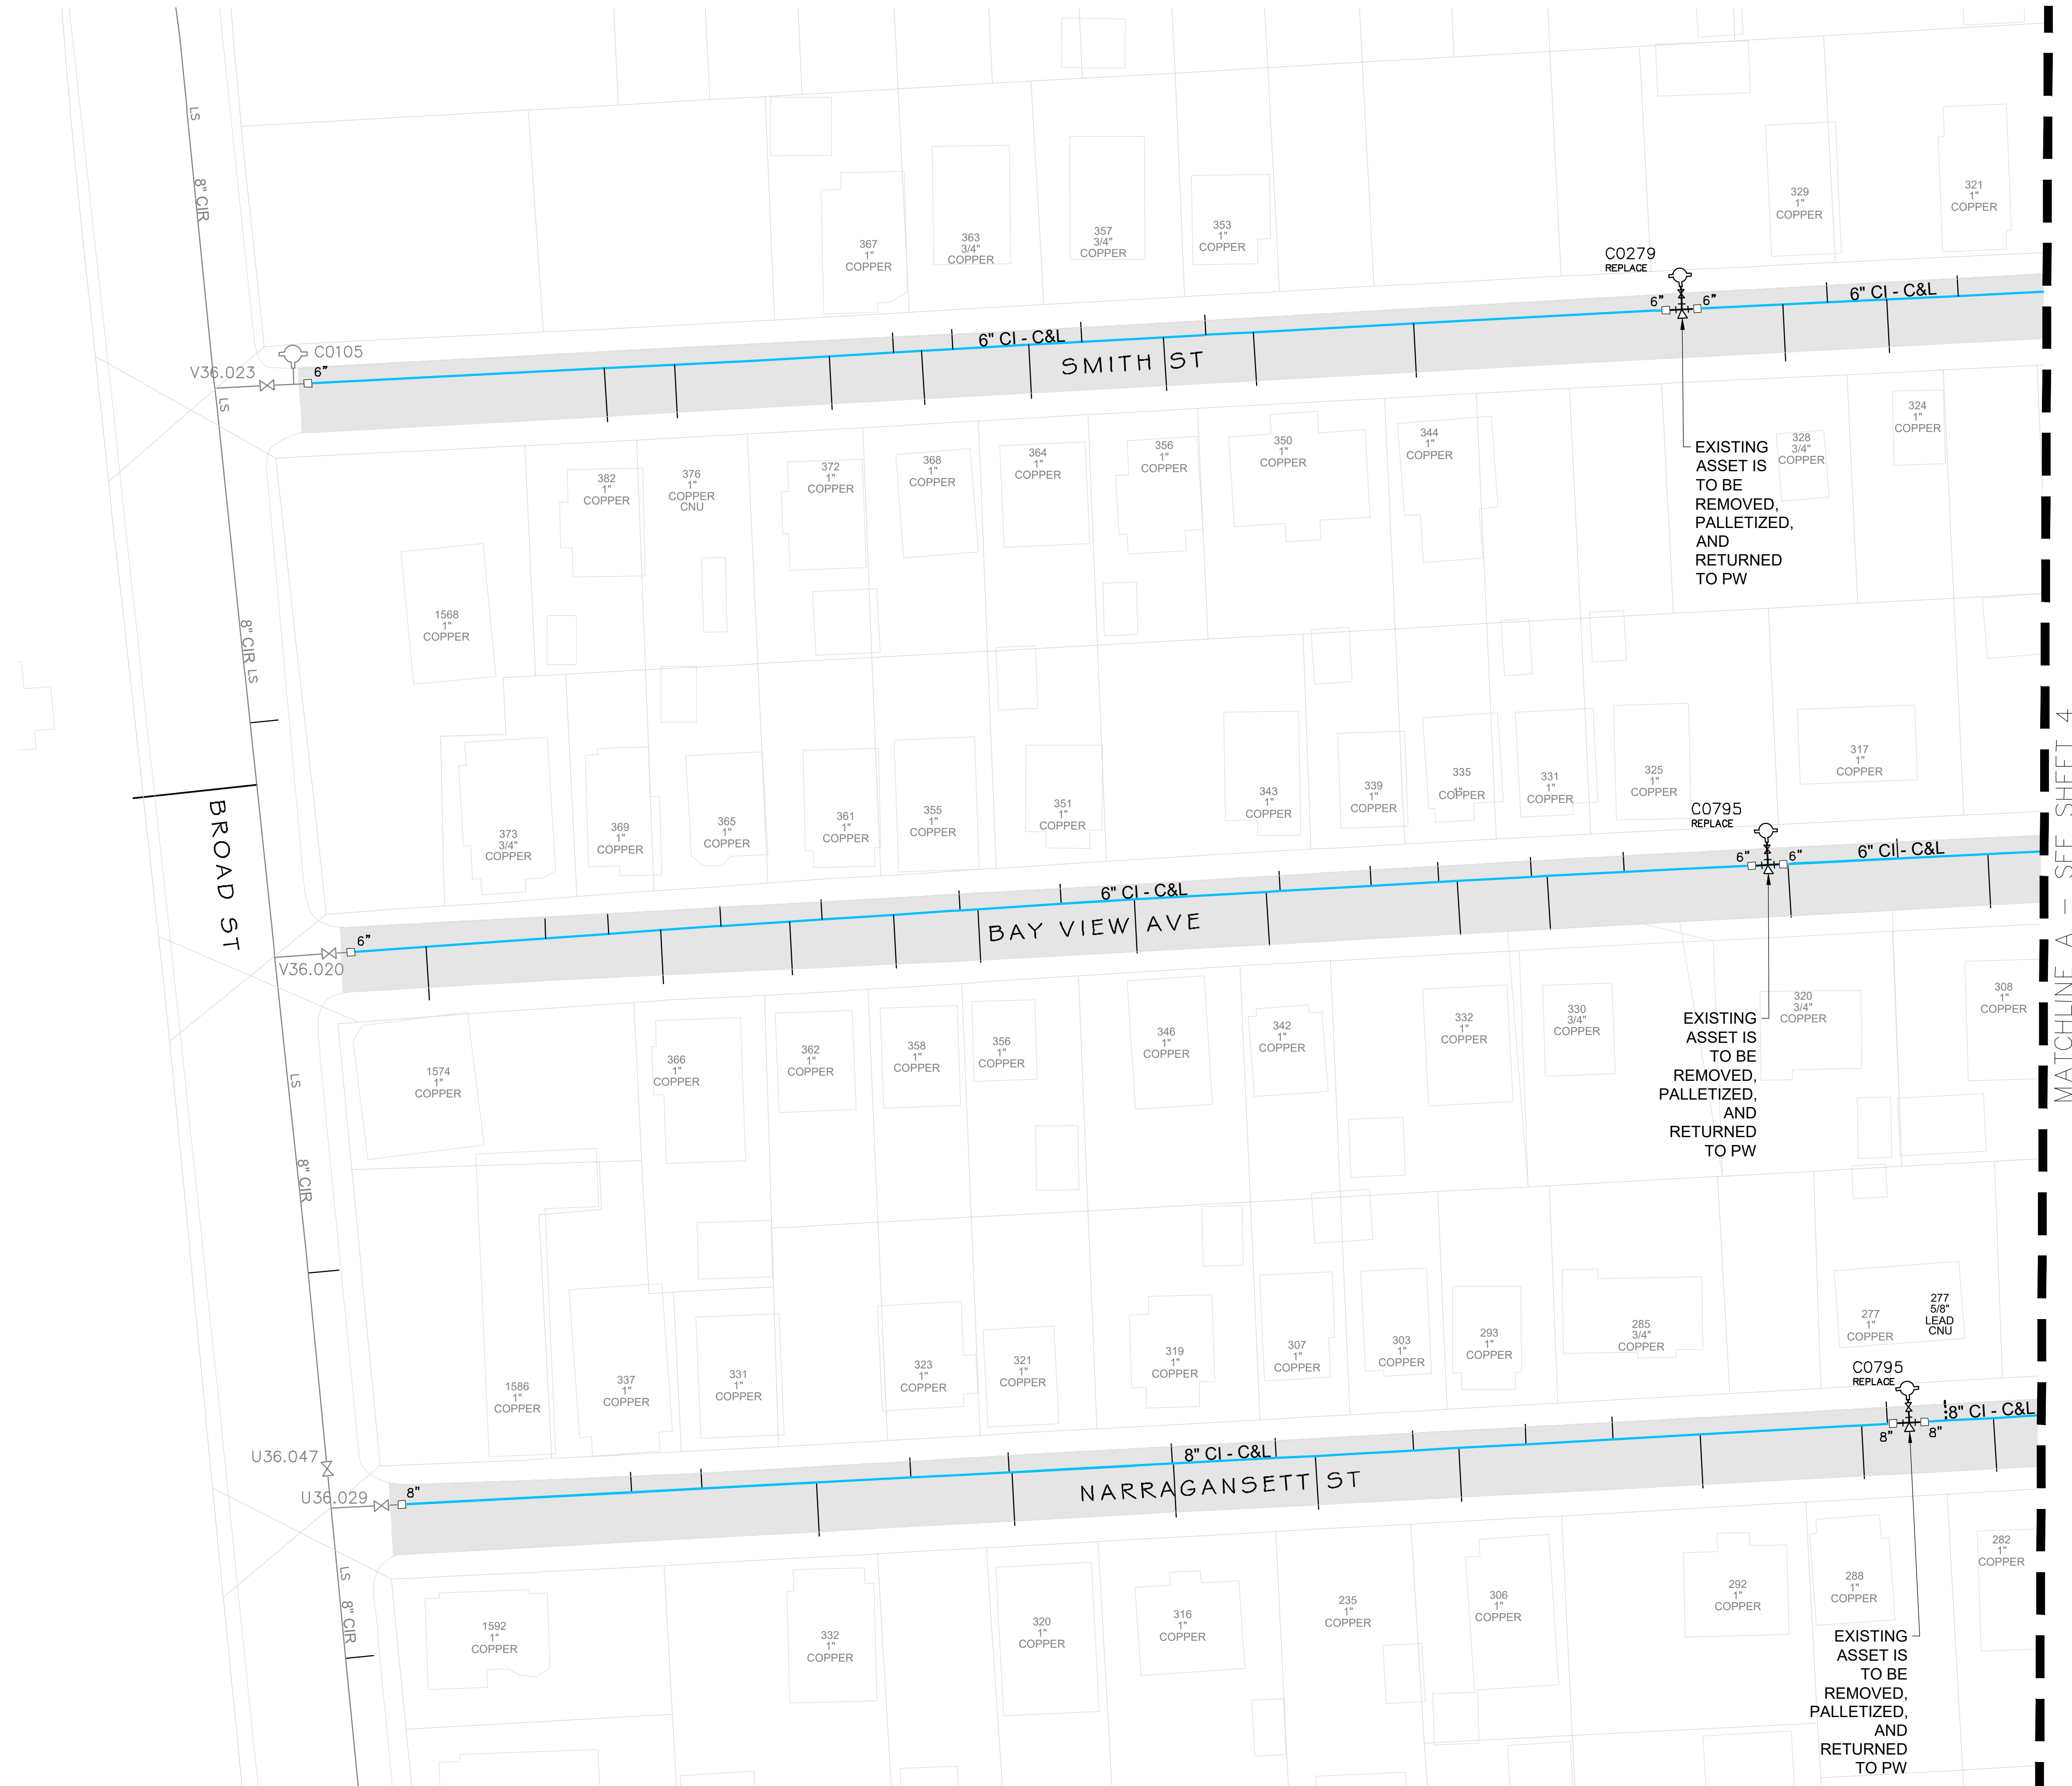 LS
8" CIR
329
1"
COPPER
321
1"
COPPER
367
1"
COPPER
363
3/4"
COPPER
357
3/4"
COPPER
353
1"
COPPER
C0279
REPLACE
6"
6"
6" CI - C&L
6" CI - C&L
SMITH ST
C0105
V36.023
6"
LS
EXISTING
ASSET IS
TO BE
REMOVED,
PALLETIZED,
AND
RETURNED
TO PW
382
1"
COPPER
376
1"
COPPER
CNU
372
1"
COPPER
368
1"
COPPER
364
1"
COPPER
356
1"
COPPER
350
1"
COPPER
344
1"
COPPER
328
3/4"
COPPER
324
1"
COPPER
1568
1"
COPPER
8" CIR LS
BROAD ST
373
3/4"
COPPER
369
1"
COPPER
365
1"
COPPER
361
1"
COPPER
355
1"
COPPER
351
1"
COPPER
343
1"
COPPER
339
1"
COPPER
335
1"
COPPER
331
1"
COPPER
325
1"
COPPER
317
1"
COPPER
MATCHLINE A - SEE SHEET 4
C0795
REPLACE
6"
6"
6" CI - C&L
6" CI - C&L
BAY VIEW AVE
6"
V36.020
EXISTING
ASSET IS
TO BE
REMOVED,
PALLETIZED,
AND
RETURNED
TO PW
LS
8" CIR
1574
1"
COPPER
366
1"
COPPER
362
1"
COPPER
358
1"
COPPER
356
1"
COPPER
346
1"
COPPER
342
1"
COPPER
332
1"
COPPER
330
3/4"
COPPER
320
3/4"
COPPER
308
1"
COPPER
1586
1"
COPPER
337
1"
COPPER
331
1"
COPPER
323
1"
COPPER
321
1"
COPPER
319
1"
COPPER
307
1"
COPPER
303
1"
COPPER
293
1"
COPPER
285
3/4"
COPPER
277
1"
COPPER
277
5/8"
LEAD
CNU
C0795
REPLACE
8"
8"
8" CI - C&L
8" CI - C&L
NARRAGANSETT ST
U36.047
U36.029
8"
LS
8" CIR
1592
1"
COPPER
332
1"
COPPER
320
1"
COPPER
316
1"
COPPER
235
1"
COPPER
306
1"
COPPER
292
1"
COPPER
288
1"
COPPER
282
1"
COPPER
EXISTING
ASSET IS
TO BE
REMOVED,
PALLETIZED,
AND
RETURNED
TO PW